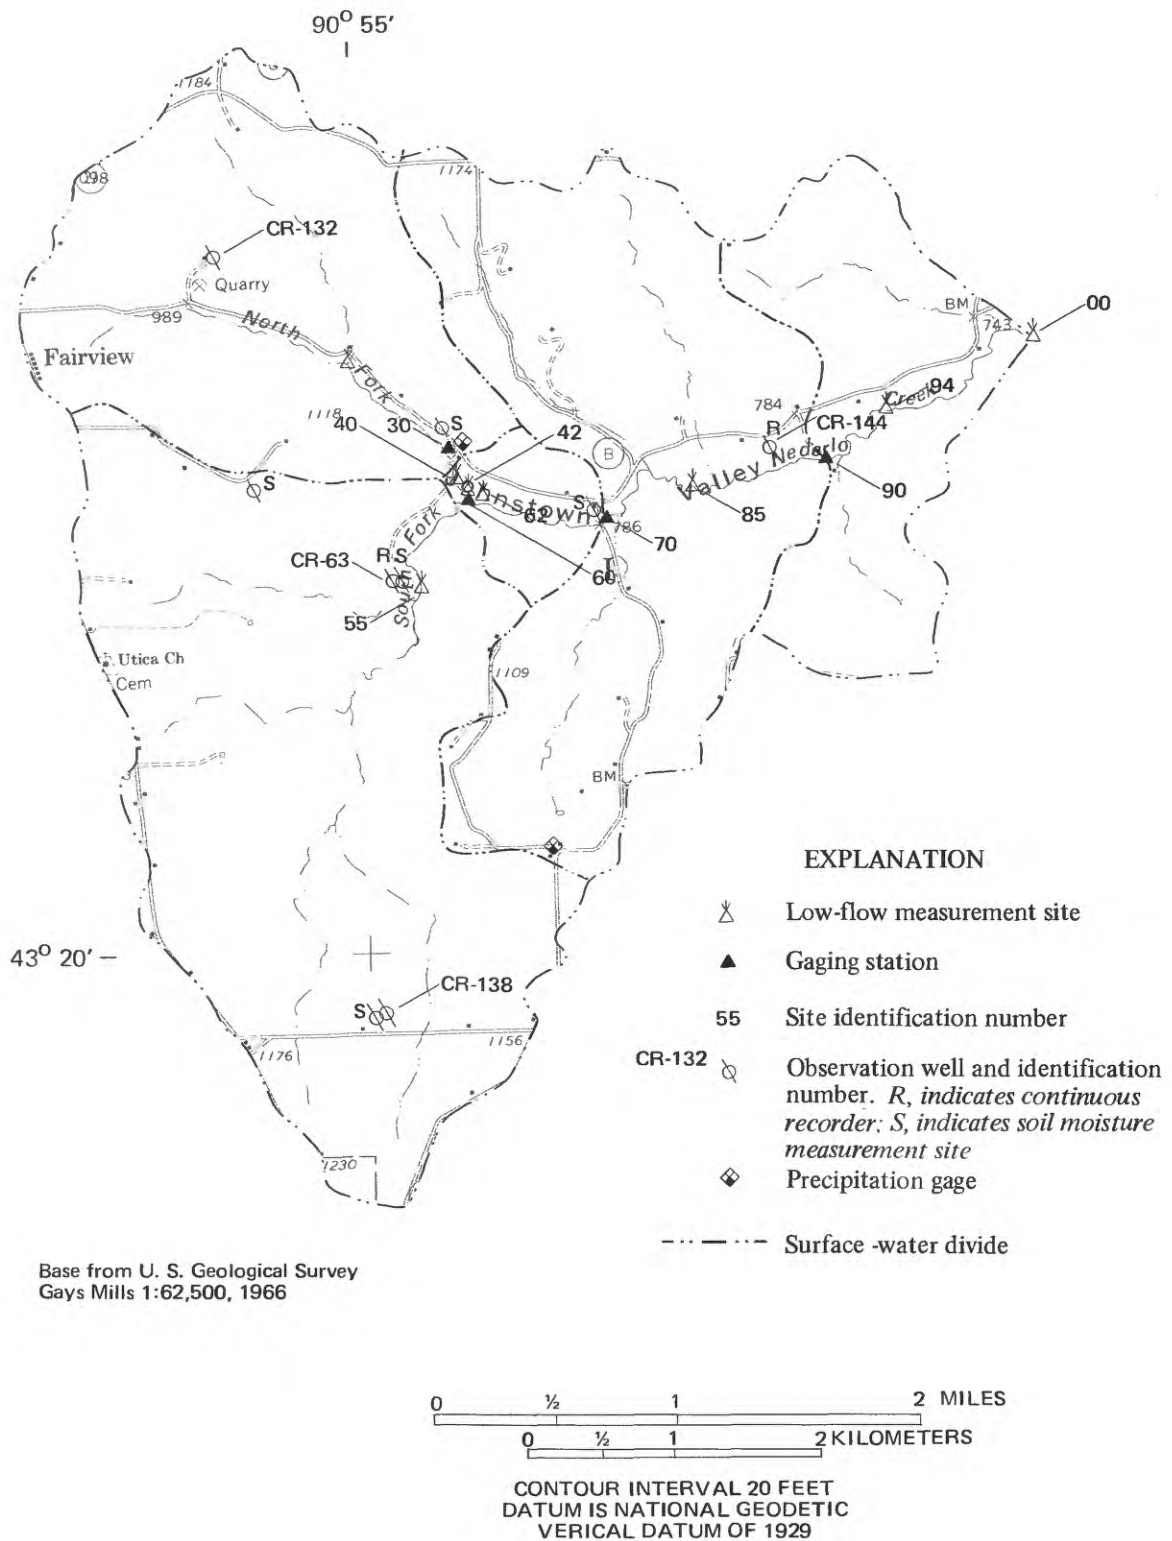 90° 55'
1184
1174
CR-132
Quarry
989
North
BM
743
00
Fairview
Fork
1118
S
784
R
Creek
94
40
30
42
CR-144
B
Nederlo
S
Valley
90
S
62
nstown
786
85
70
Fork
CR-63
R S
60
South
55
Utica Ch
Cem
1109
BM
EXPLANATION
Low-flow measurement site
43° 20' –
Gaging station
CR-138
S
55 Site identification number
1176
1156
CR-132 Observation well and identification
number. R, indicates continuous
recorder; S, indicates soil moisture
measurement site
1230
Precipitation gage
Surface -water divide
Base from U. S. Geological Survey
Gays Mills 1:62,500, 1966
0 ½ 1 2 MILES
0 ½ 1 2 KILOMETERS
CONTOUR INTERVAL 20 FEET
DATUM IS NATIONAL GEODETIC
VERICAL DATUM OF 1929